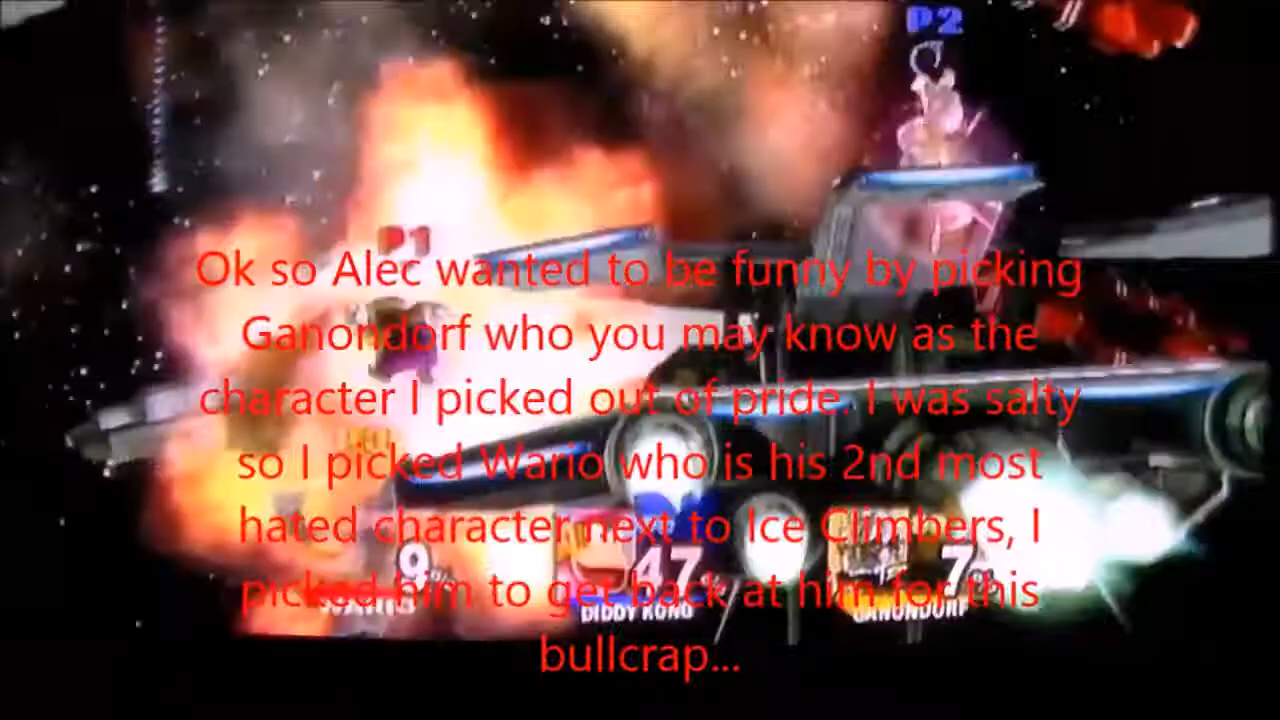 P2
P1
Ok so Alec wanted to be funny by picking
Ganondorf who you may know as the
character I picked out of pride. I was salty
so I picked Wario who is his 2nd most
hated character next to Ice Climbers, I
picked him to get back at him for this
bullcrap...
9%
47%
7%
DIDDY KONG
GANONDORF